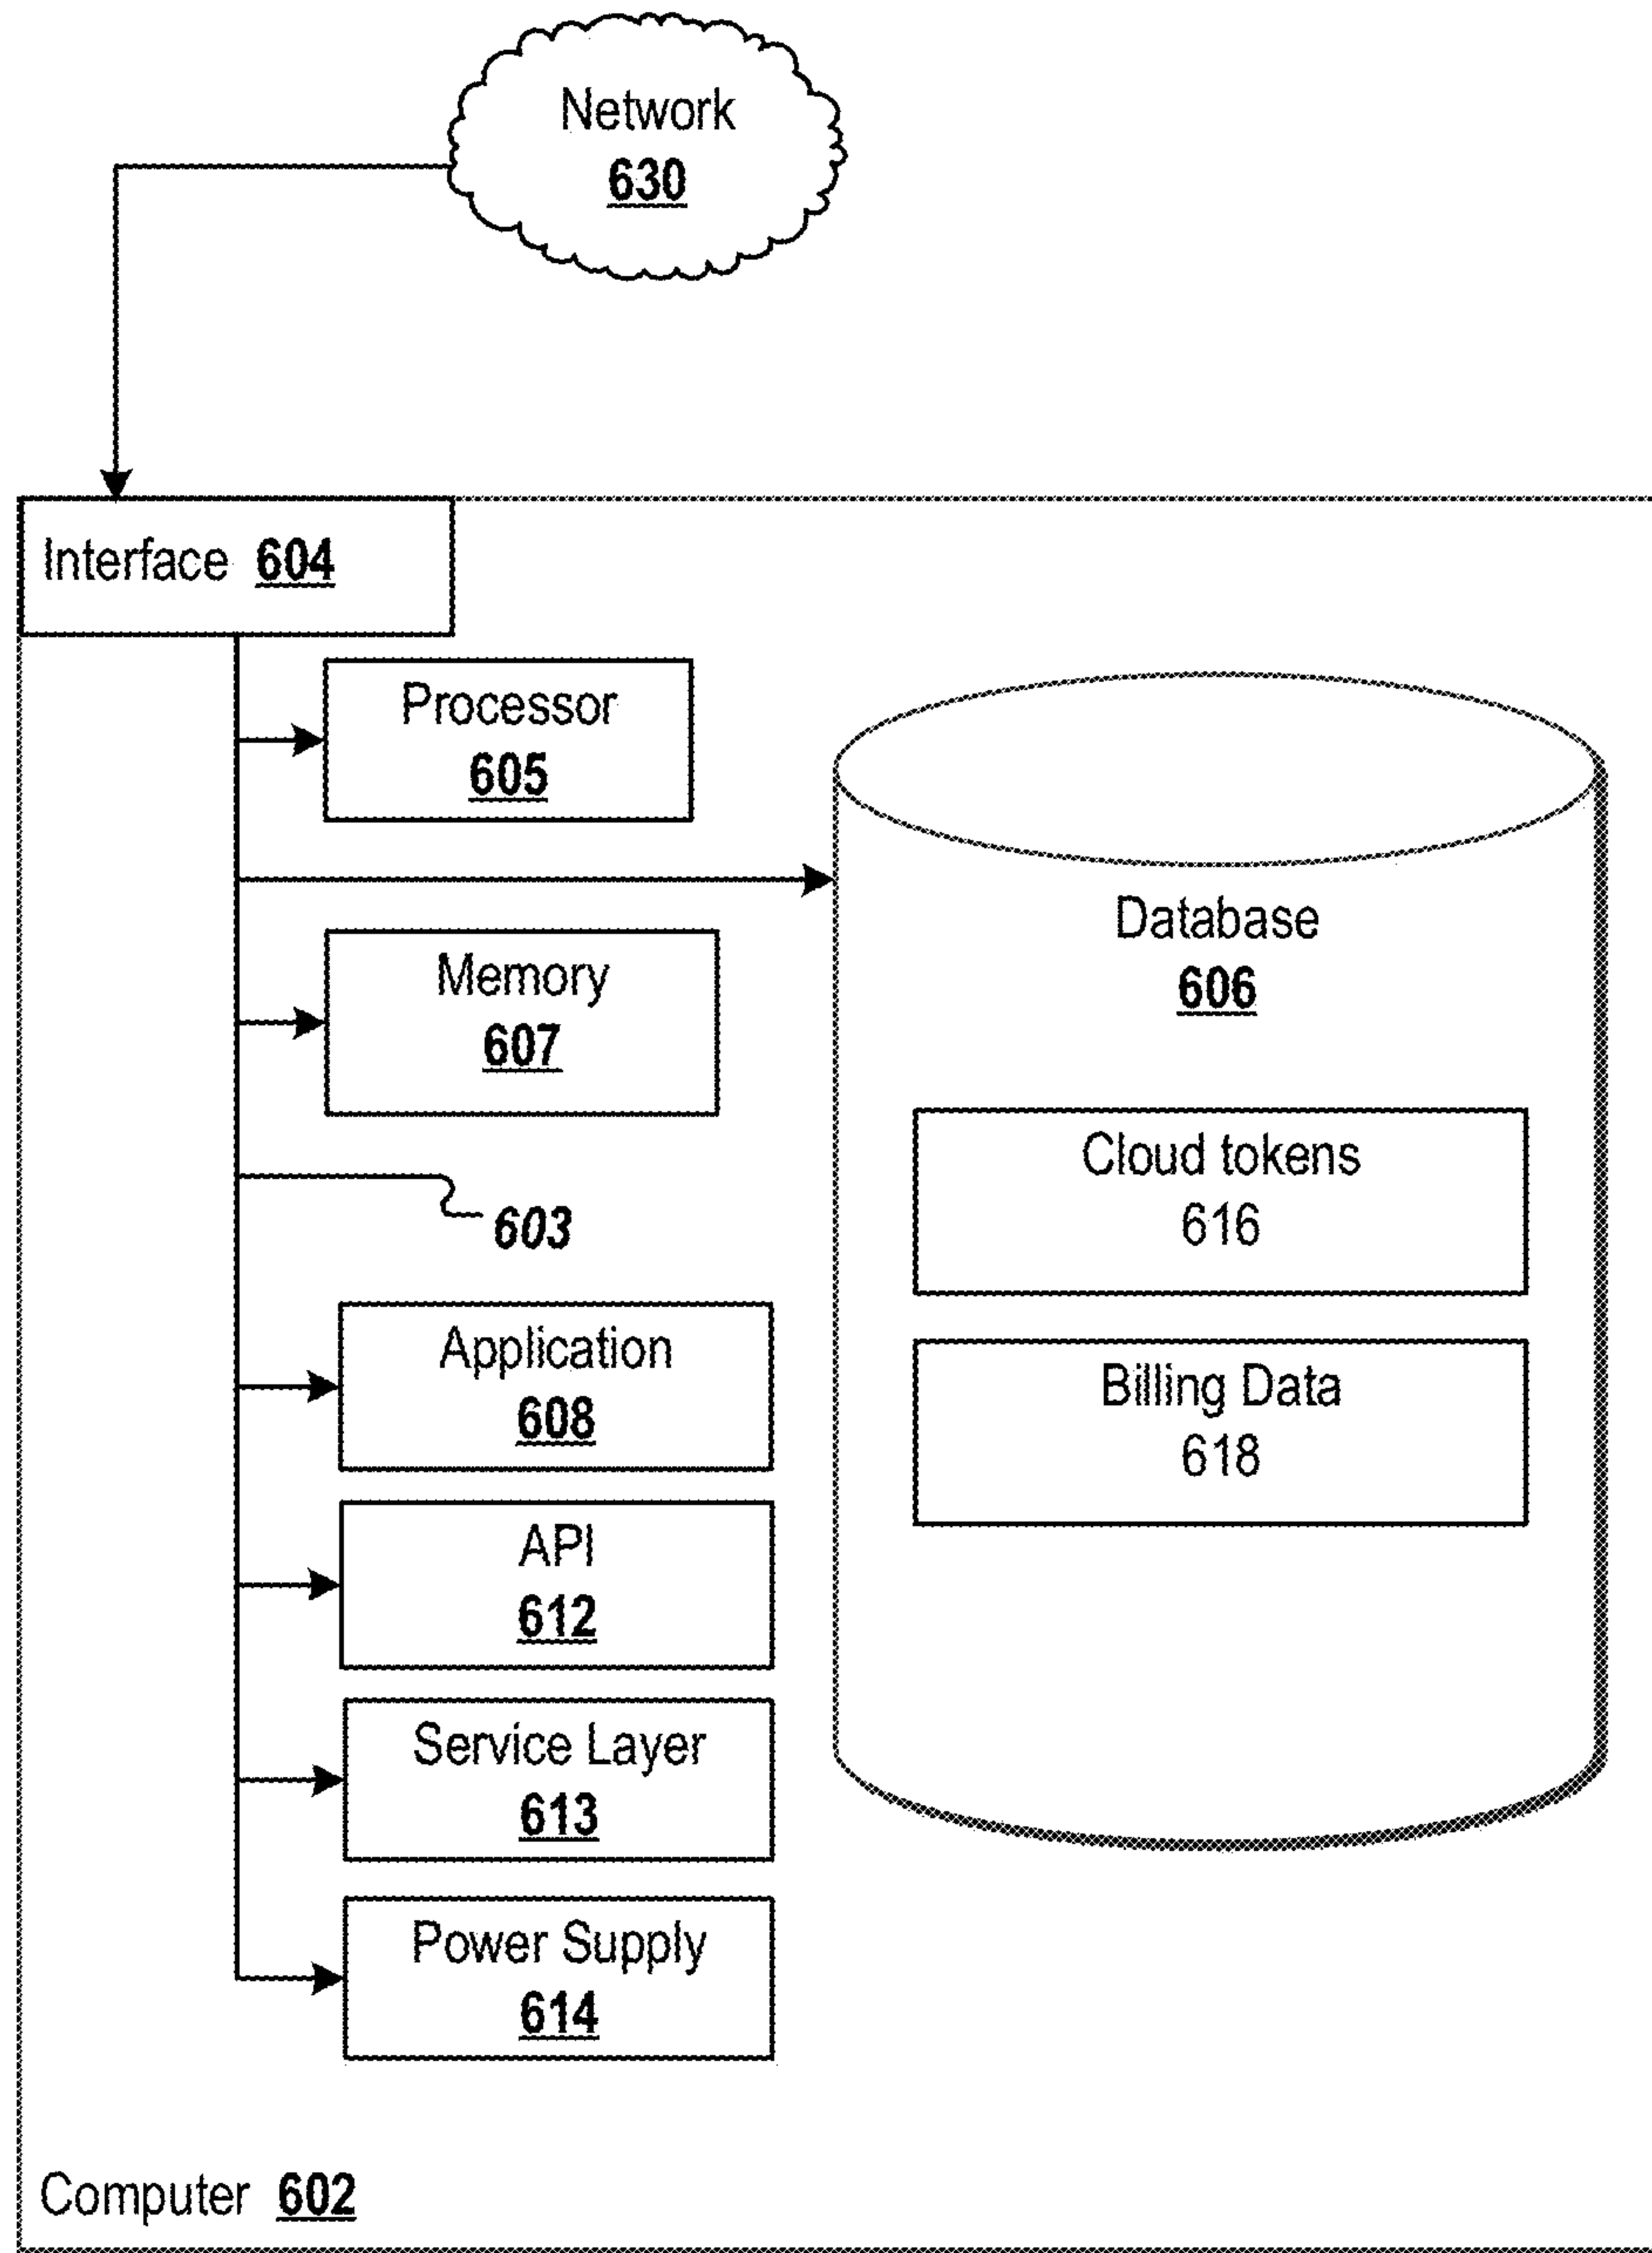 Network
630
Interface 604
Processor
605
Database
606
Memory
607
Cloud tokens
616
603
Application
608
Billing Data
618
API
612
Service Layer
613
Power Supply
614
Computer 602